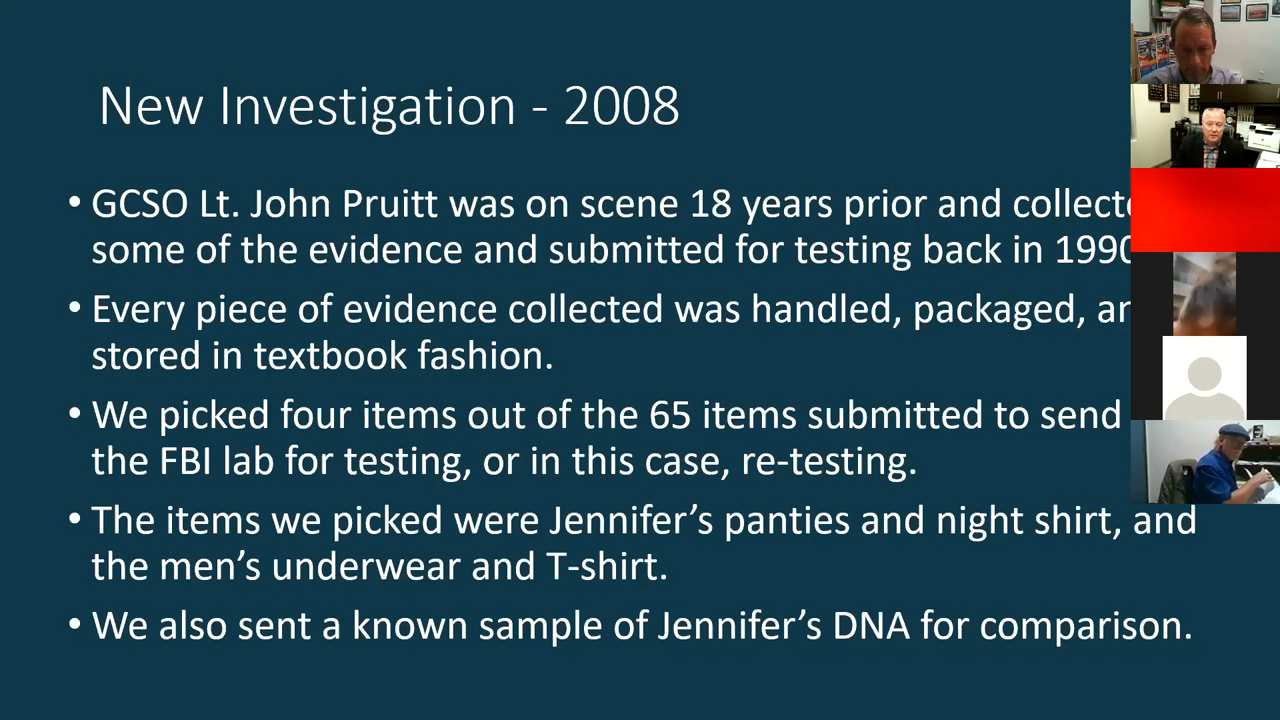 New Investigation - 2008
• GCSO Lt. John Pruitt was on scene 18 years prior and collecte
some of the evidence and submitted for testing back in 1990
• Every piece of evidence collected was handled, packaged, an
stored in textbook fashion.
• We picked four items out of the 65 items submitted to send
the FBI lab for testing, or in this case, re-testing.
• The items we picked were Jennifer’s panties and night shirt, and
the men’s underwear and T-shirt.
• We also sent a known sample of Jennifer’s DNA for comparison.